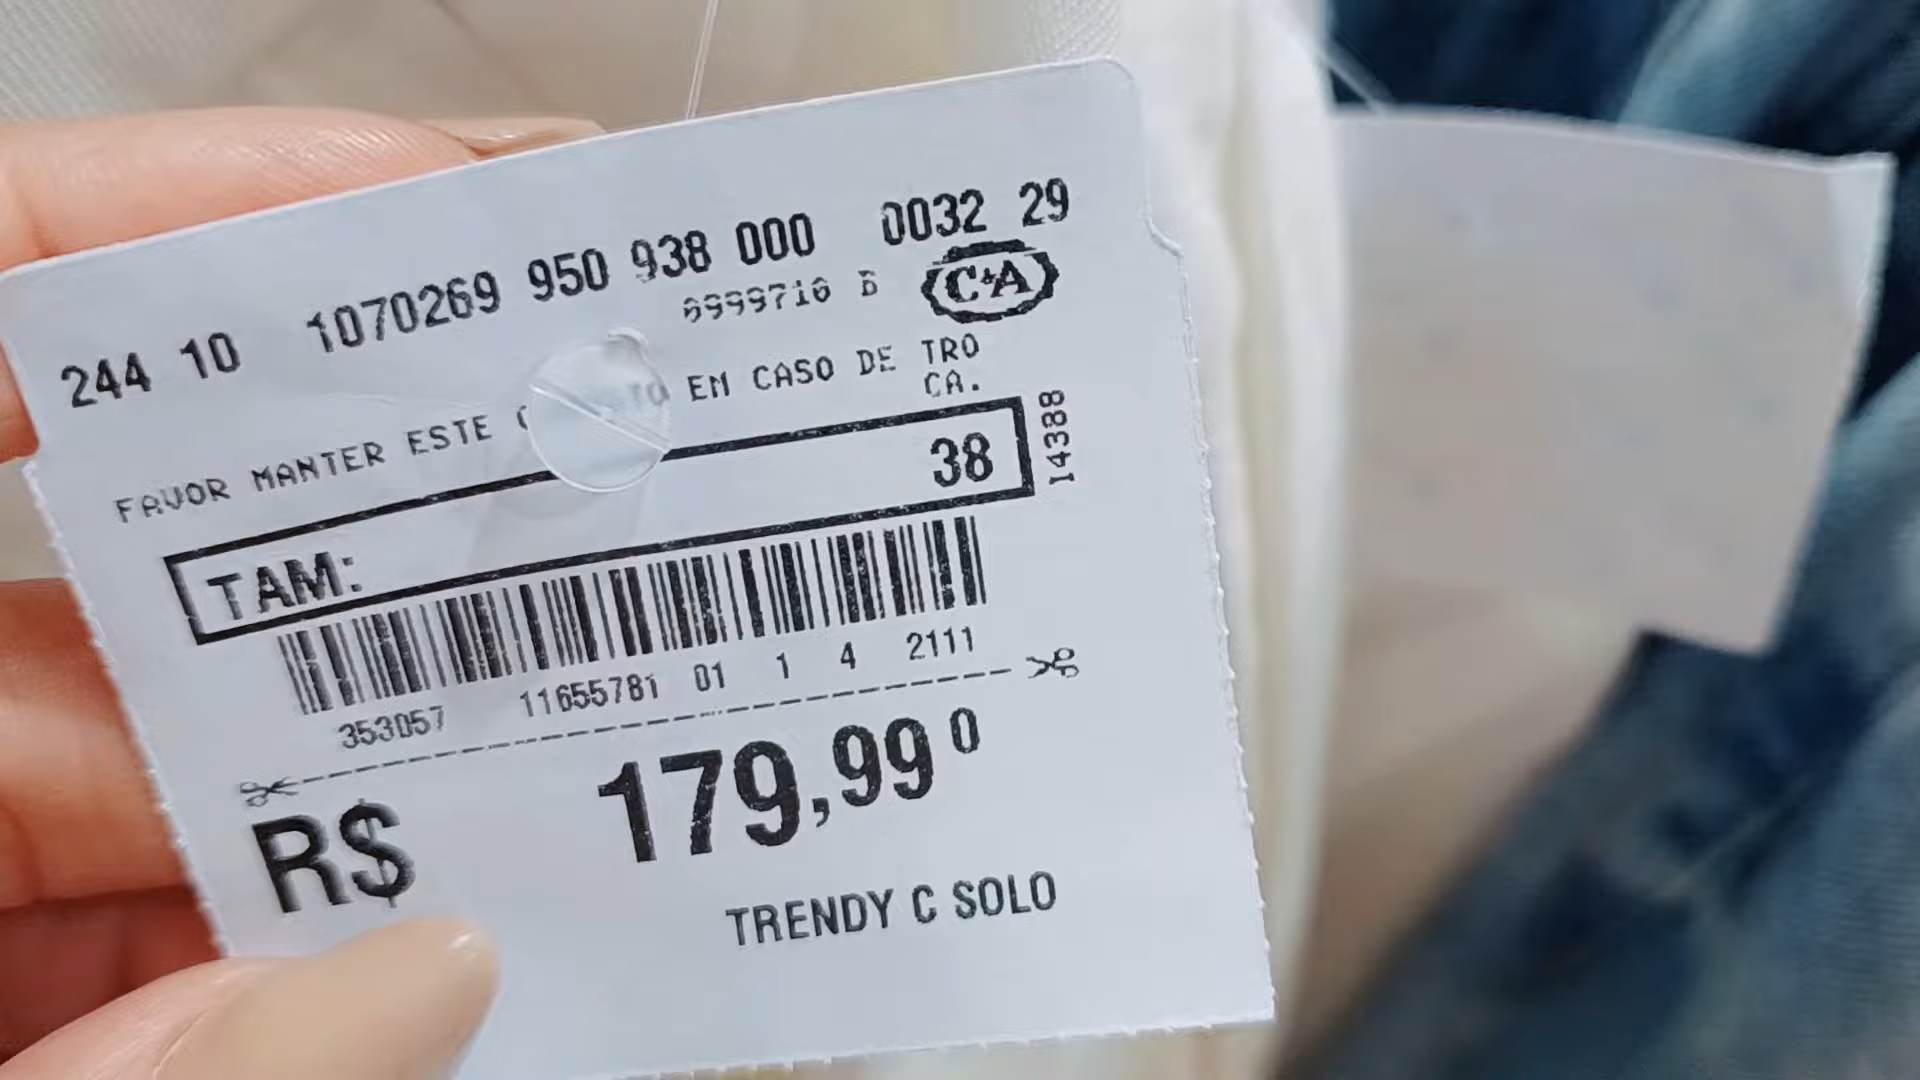 244 10 1070269 950 938 000 0032 29
C&A
FAVOR MANTER ESTE EM CASO DE TRO
CA.
TAM: 38
14388
353057 11655781 01 1 4 2111
R$ 179,99 0
TRENDY C SOLO